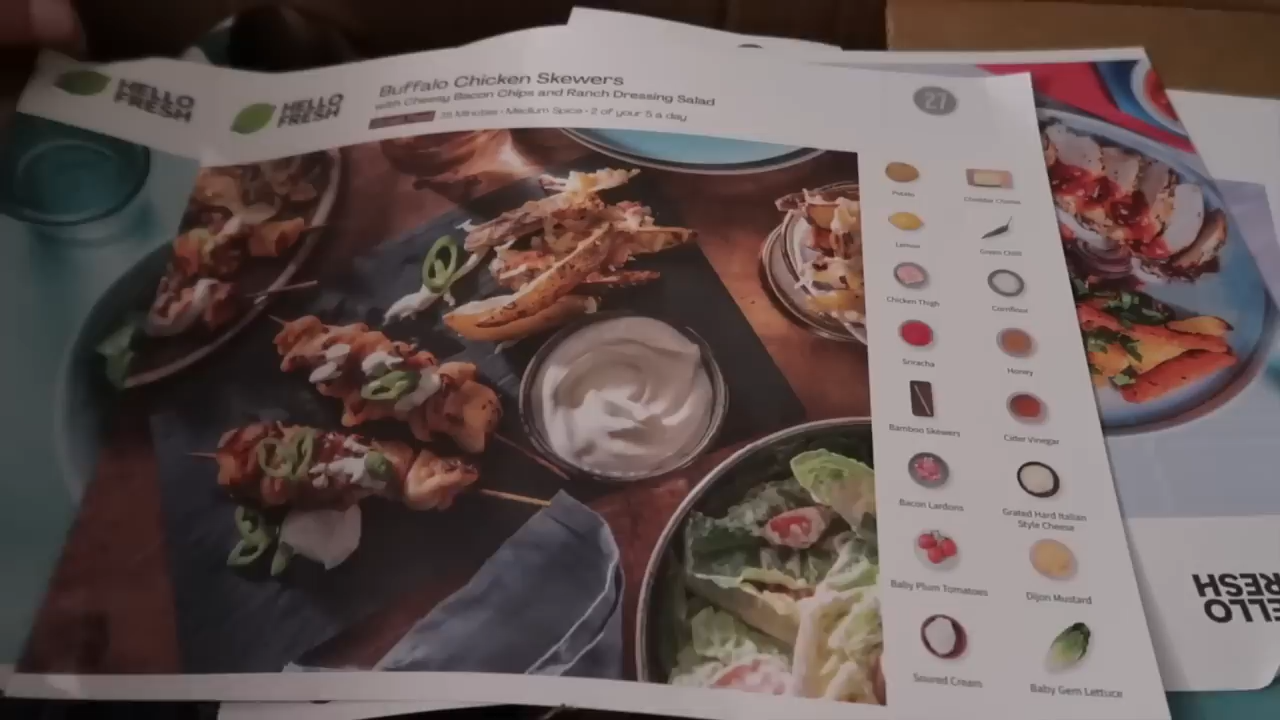 HELLO
FRESH
HELLO
FRESH
Buffalo Chicken Skewers
with Cheesy Bacon Chips and Ranch Dressing Salad
35 Minutes • Medium Spice • 2 of your 5 a day
27
Potato
Cheddar Cheese
Lemon
Green Chilli
Chicken Thigh
Cornflour
Sriracha
Honey
Bamboo Skewers
Cider Vinegar
Bacon Lardons
Grated Hard Italian
Style Cheese
Baby Plum Tomatoes
Dijon Mustard
Soured Cream
Baby Gem Lettuce
HELLO
FRESH